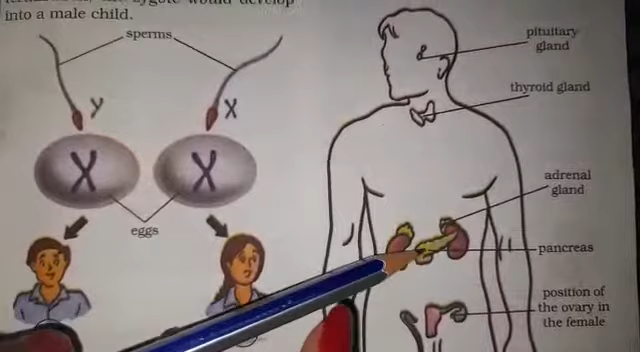 into a male child.
sperms
Y
X
X
X
eggs
pituitary
gland
thyroid gland
adrenal
gland
pancreas
position of
the ovary in
the female